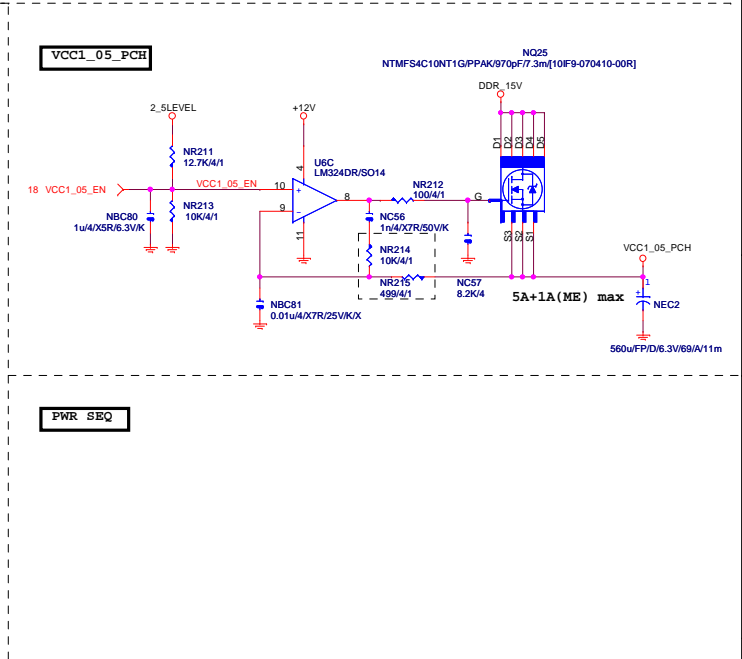 VCC1_05_PCH
NQ25
NTMFS4C10NT1G/PPAK/970pF/7.3m/[10IF9-070410-00R]
DDR_15V
2_5LEVEL
+12V
D1
D2
D3
D4
D5
NR211
12.7K/4/1
U6C
LM324DR/SO14
4
18 VCC1_05_EN
VCC1_05_EN
10
+
9
-
8
11
NR212
100/4/1
G
NBC80
1u/4/X5R/6.3V/K
NR213
10K/4/1
NC56
1n/4/X7R/50V/K
S3
S2
S1
NR214
10K/4/1
VCC1_05_PCH
NR215
499/4/1
NC57
8.2K/4
5A+1A(ME) max
1
+
NEC2
NBC81
0.01u/4/X7R/25V/K/X
560u/FP/D/6.3V/69/A/11m
PWR SEQ